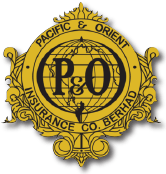 PACIFIC & ORIENT
P&O
INSURANCE CO. BERHAD